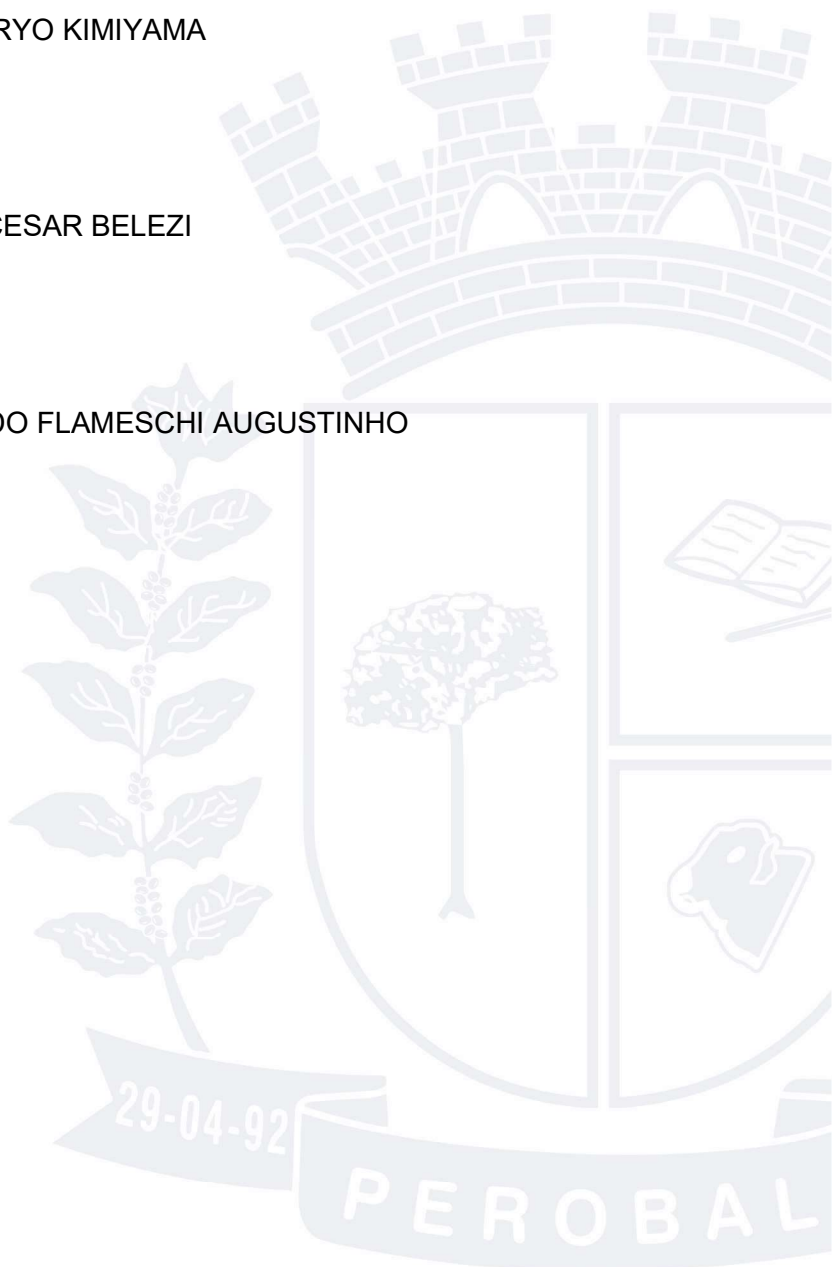 RYO KIMIYAMA
CESAR BELEZI
DO FLAMESCHI AUGUSTINHO
29-04-92
PEROBAL